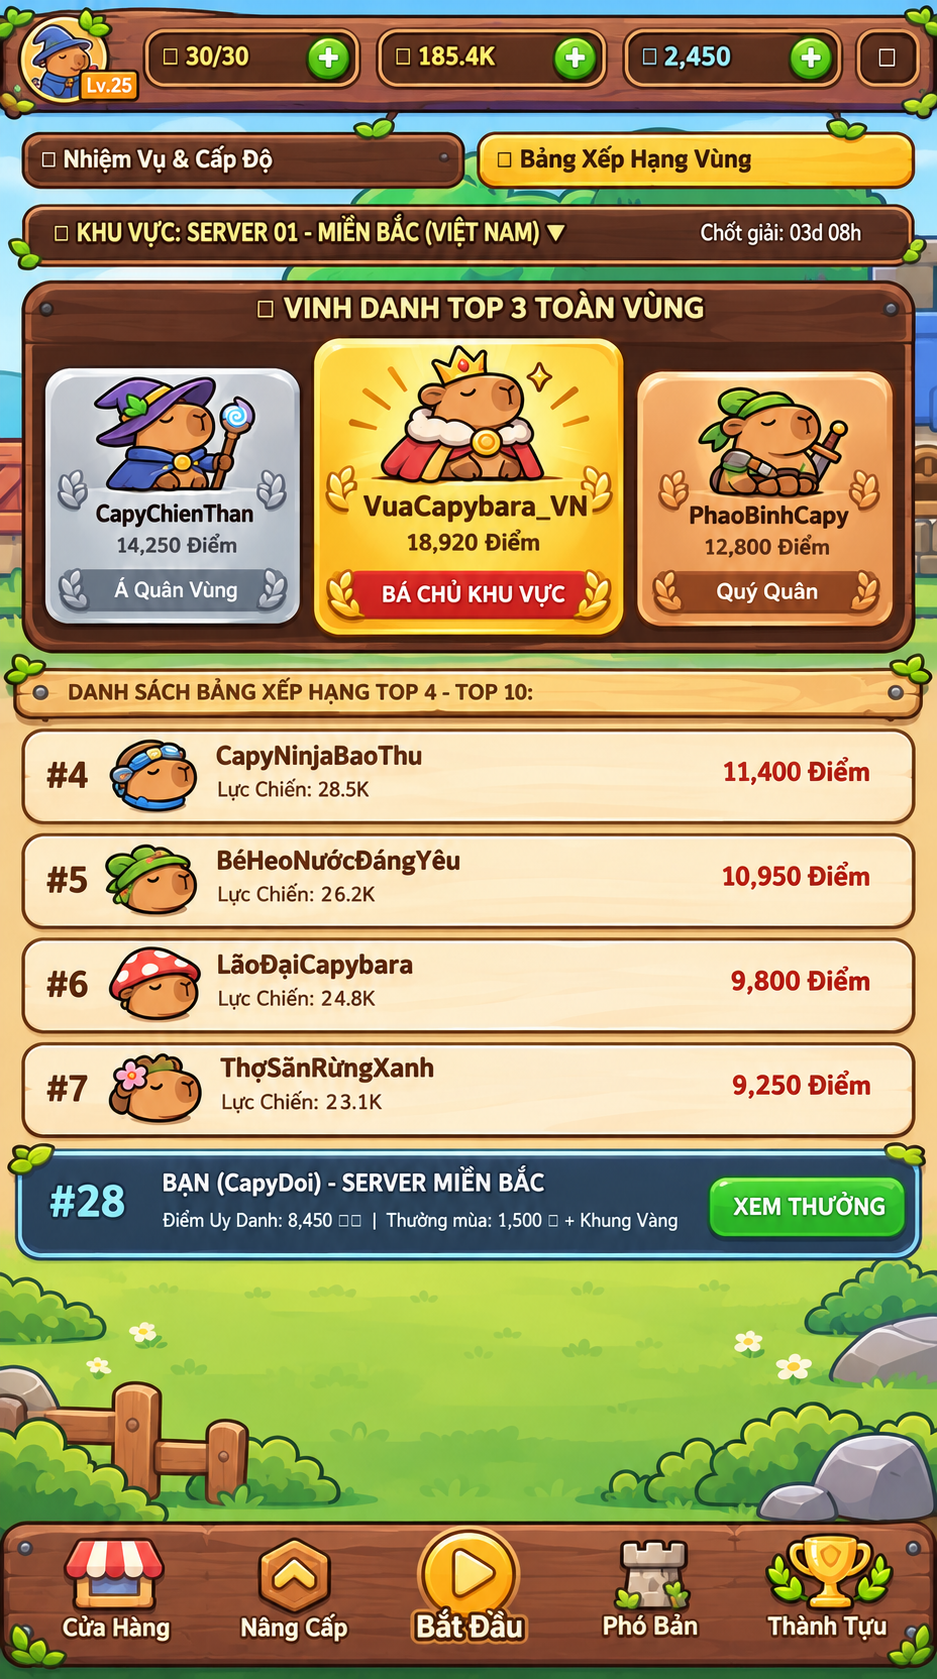 Lv.25
30/30
185.4K
2,450
Nhiệm Vụ & Cấp Độ
Bảng Xếp Hạng Vùng
KHU VỰC: SERVER 01 - MIỀN BẮC (VIỆT NAM) ▼
Chốt giải: 03d 08h
VINH DANH TOP 3 TOÀN VÙNG
CapyChienThan
14,250 Điểm
Á Quân Vùng
VuaCapybara_VN
18,920 Điểm
BÁ CHỦ KHU VỰC
PhaoBinhCapy
12,800 Điểm
Quý Quân
DANH SÁCH BẢNG XẾP HẠNG TOP 4 - TOP 10:
#4
CapyNinjaBaoThu
Lực Chiến: 28.5K
11,400 Điểm
#5
BéHeoNướcĐángYêu
Lực Chiến: 26.2K
10,950 Điểm
#6
LãoĐạiCapybara
Lực Chiến: 24.8K
9,800 Điểm
#7
ThợSănRừngXanh
Lực Chiến: 23.1K
9,250 Điểm
#28
BẠN (CapyDoi) - SERVER MIỀN BẮC
Điểm Uy Danh: 8,450 □□ | Thưởng mùa: 1,500 □ + Khung Vàng
XEM THƯỞNG
Cửa Hàng
Nâng Cấp
Bắt Đầu
Phó Bản
Thành Tựu